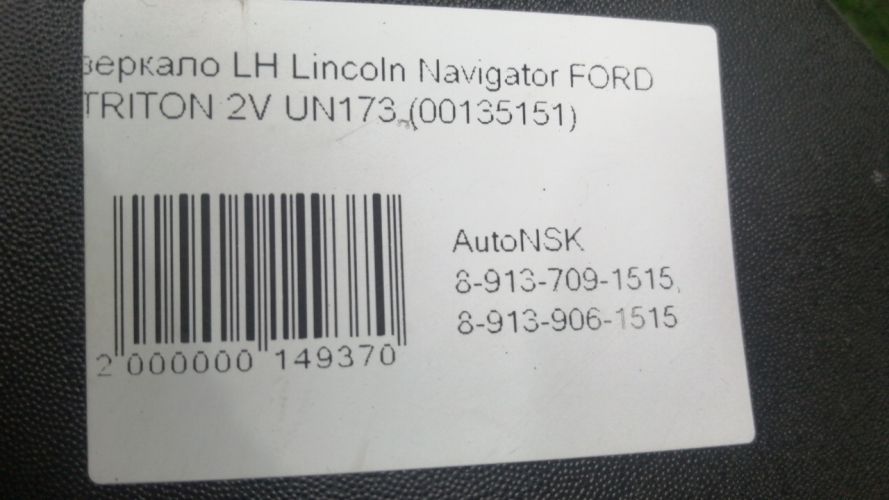 зеркало LH Lincoln Navigator FORD
TRITON 2V UN173 (00135151)
AutoNSK
8-913-709-1515,
8-913-906-1515
2 000000 149370